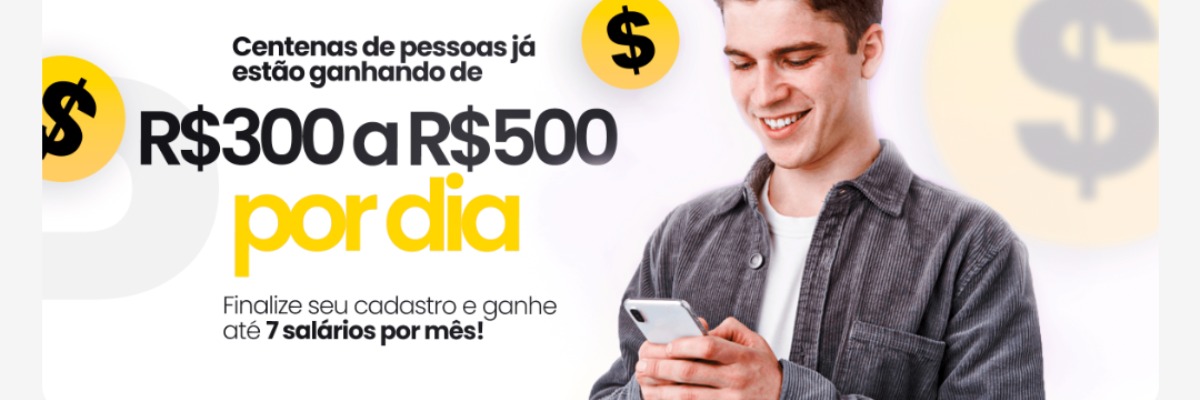 Centenas de pessoas já
estão ganhando de
R$300 a R$500
por dia
Finalize seu cadastro e ganhe
até 7 salários por mês!
$
$
$